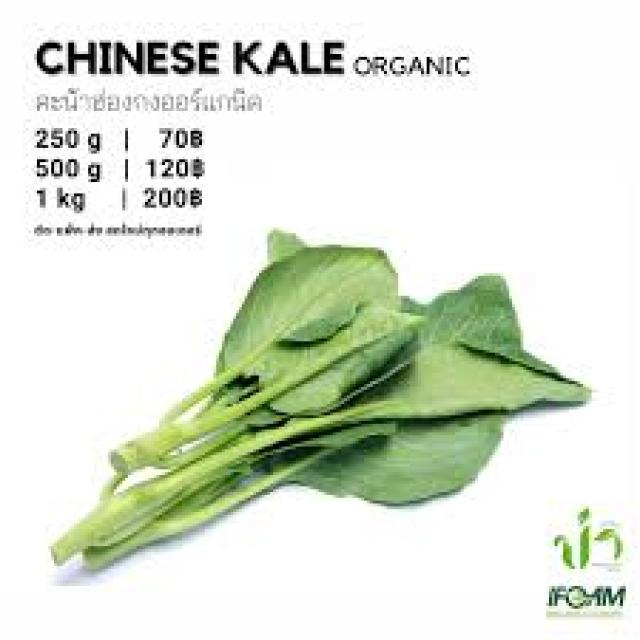 CHINESE KALE ORGANIC
คะน้าฮ่องกงออร์แกนิค
250 g | 70฿
500 g | 120฿
1 kg | 200฿
IFOAM